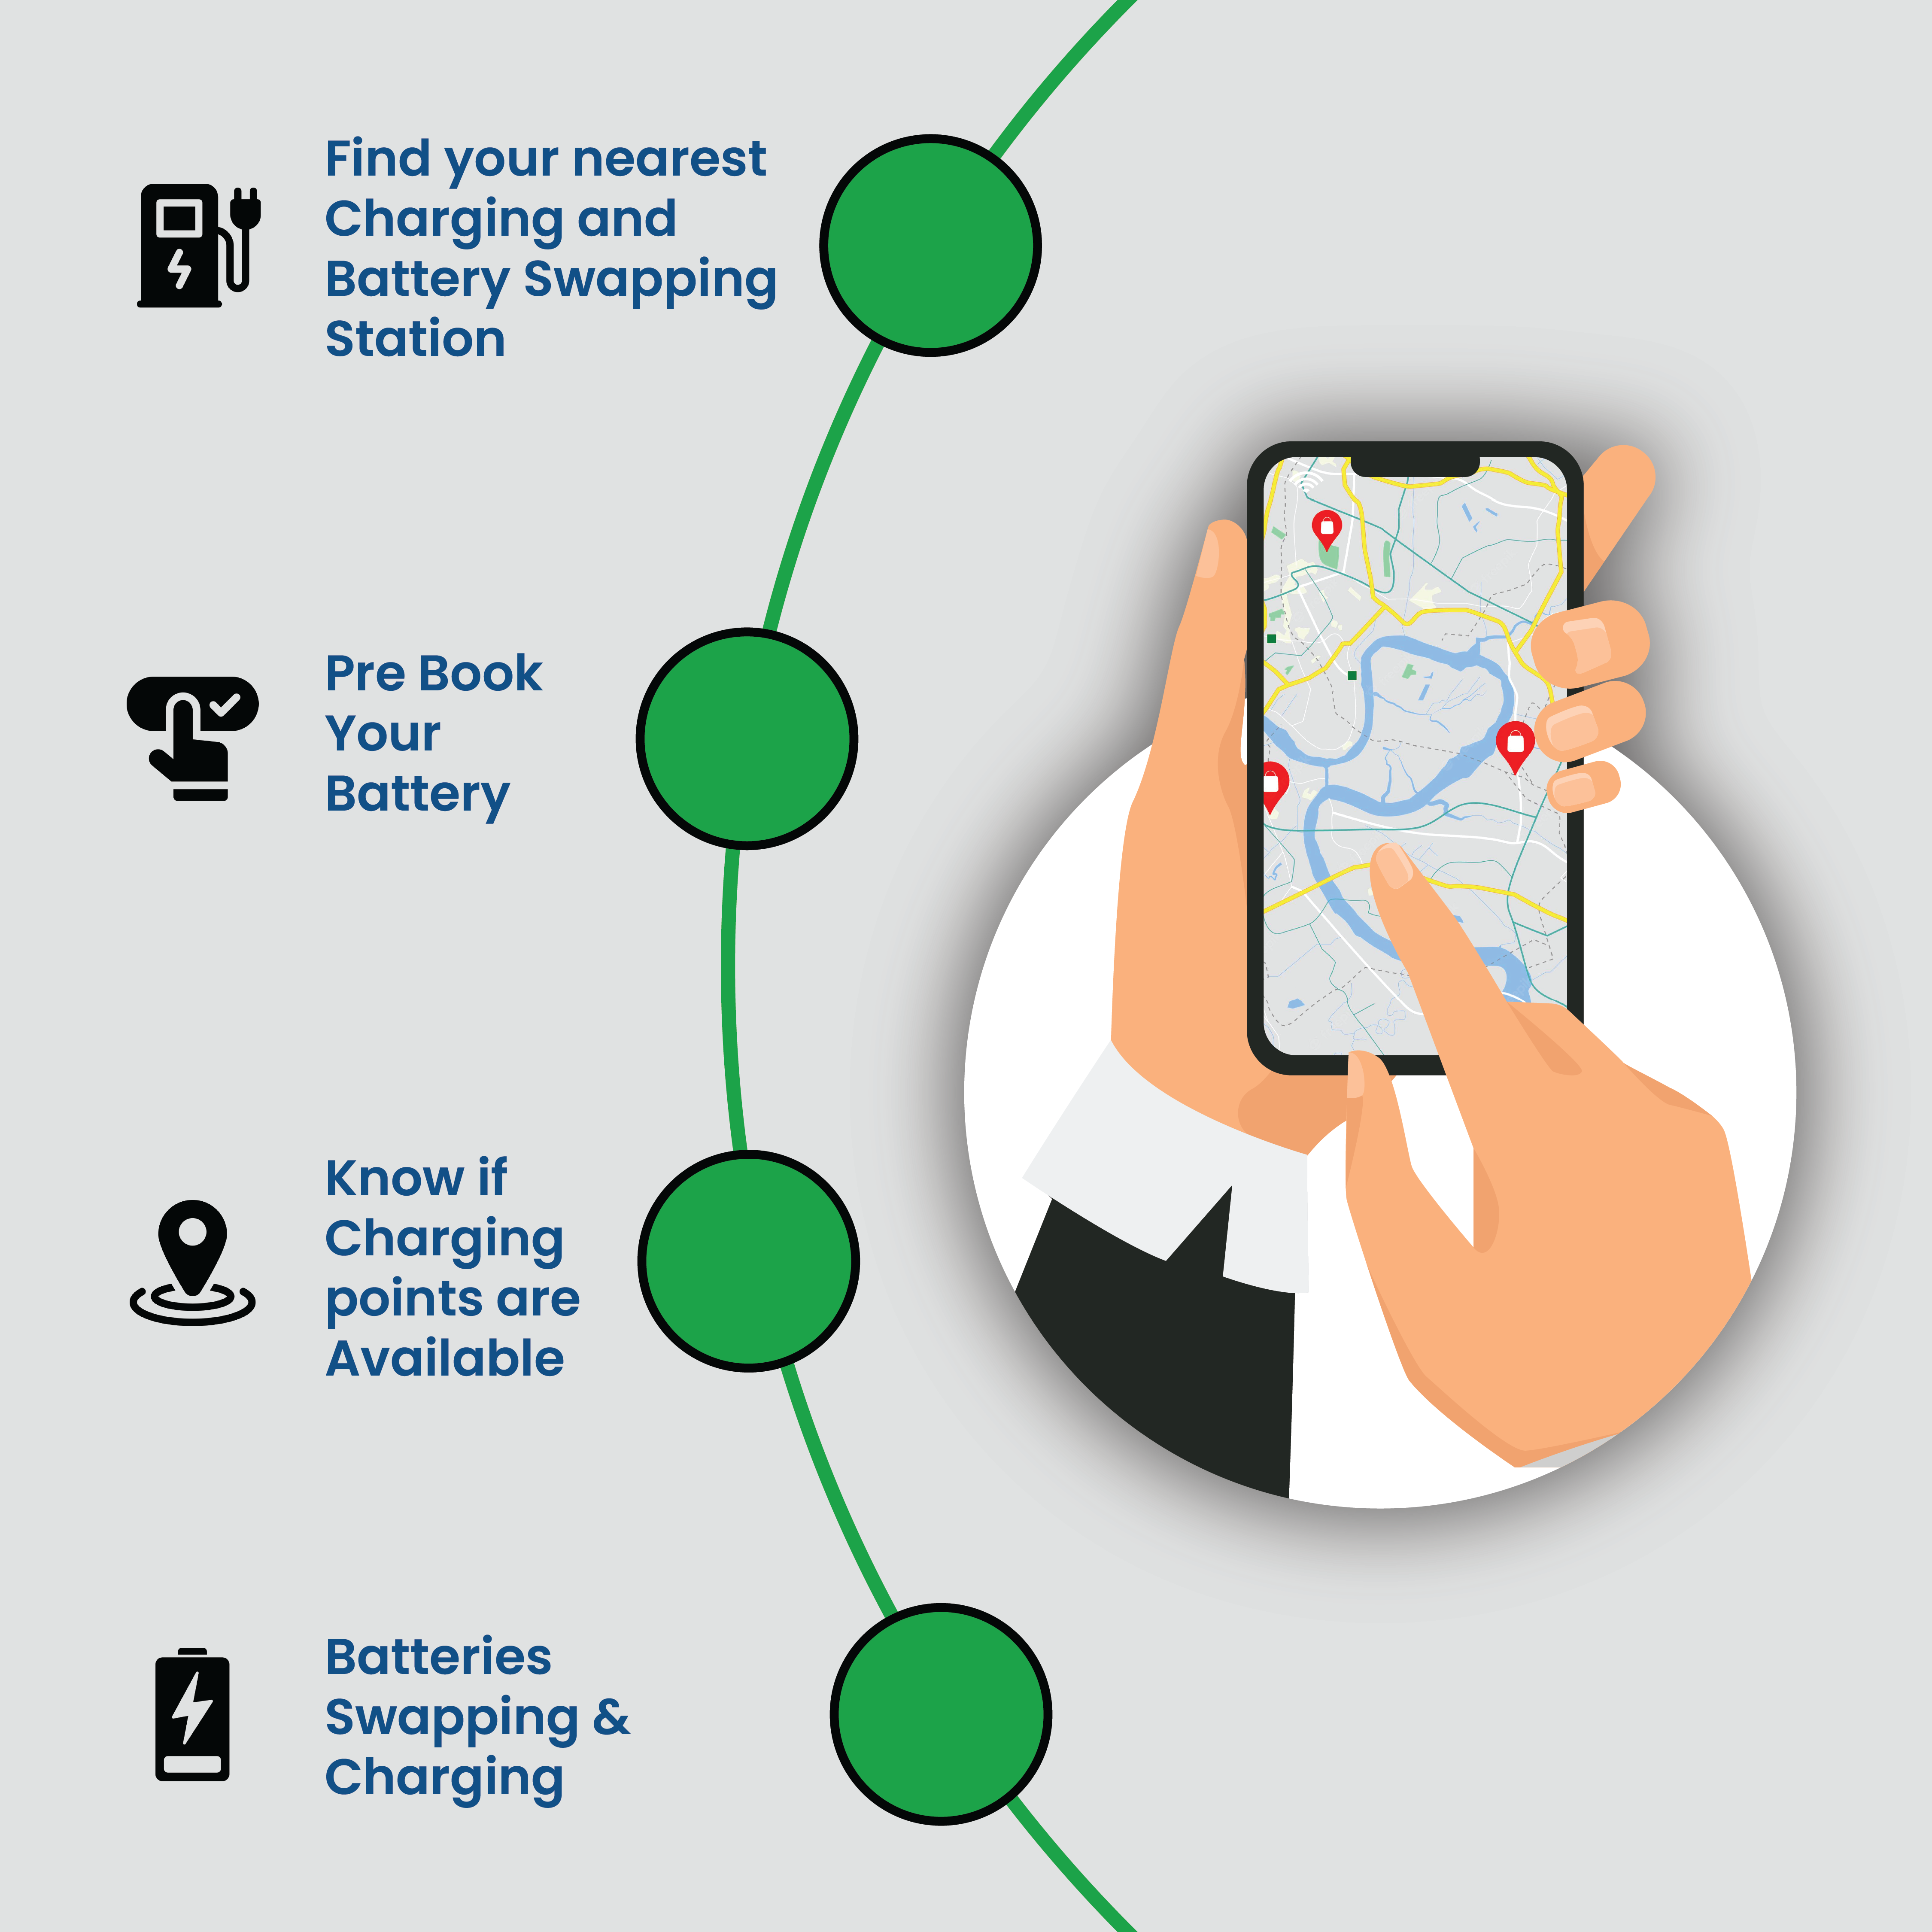 Find your nearest
Charging and
Battery Swapping
Station
Pre Book
Your
Battery
Know if
Charging
points are
Available
Batteries
Swapping &
Charging